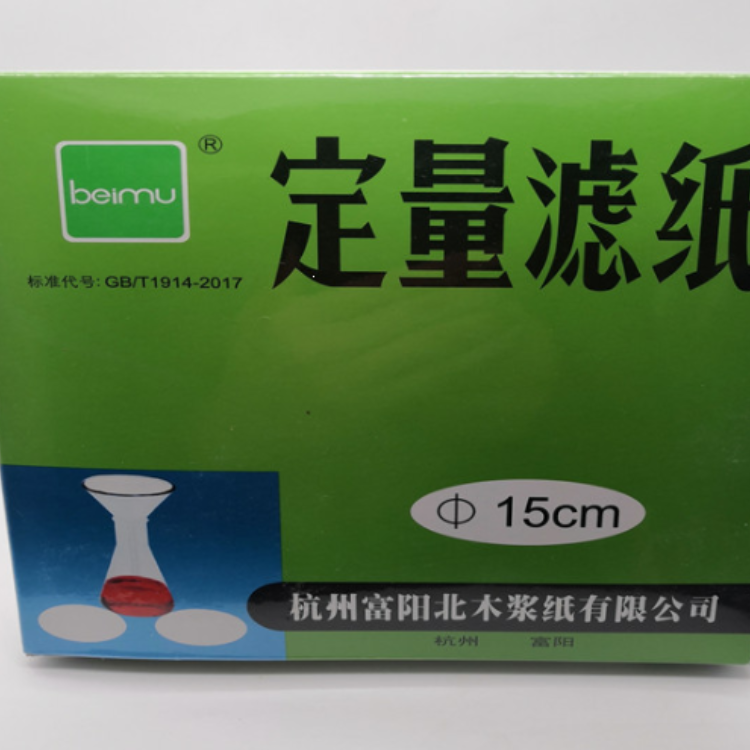 beimu
®
定量滤纸
标准代号: GB/T1914-2017
Φ 15cm
杭州富阳北木浆纸有限公司
杭州 富阳